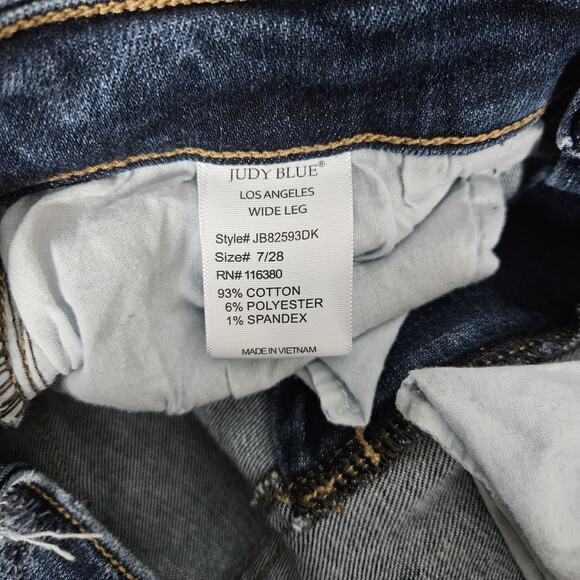 JUDY BLUE®
LOS ANGELES
WIDE LEG
Style# JB82593DK
Size# 7/28
RN# 116380
93% COTTON
6% POLYESTER
1% SPANDEX
MADE IN VIETNAM